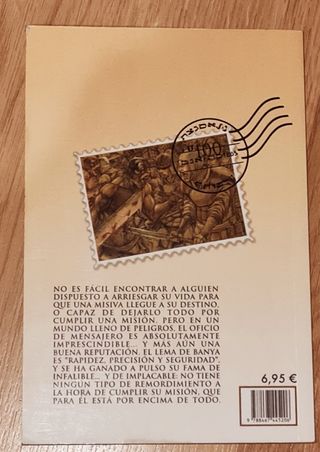 100
NO ES FÁCIL ENCONTRAR A ALGUIEN
DISPUESTO A ARRIESGAR SU VIDA PARA
QUE UNA MISIVA LLEGUE A SU DESTINO,
O CAPAZ DE DEJARLO TODO POR
CUMPLIR UNA MISIÓN, PERO EN UN
MUNDO LLENO DE PELIGROS, EL OFICIO
DE MENSAJERO ES ABSOLUTAMENTE
IMPRESCINDIBLE... Y MÁS AÚN UNA
BUENA REPUTACIÓN. EL LEMA DE BANYA
ES "RAPIDEZ, PRECISIÓN Y SEGURIDAD",
Y SE HA GANADO A PULSO SU FAMA DE
INFALIBLE... Y DE IMPLACABLE: NO TIENE
NINGUN TIPO DE REMORDIMIENTO A
LA HORA DE CUMPLIR SU MISIÓN, QUE
PARA ÉL ESTÁ POR ENCIMA DE TODO.
6,95 €